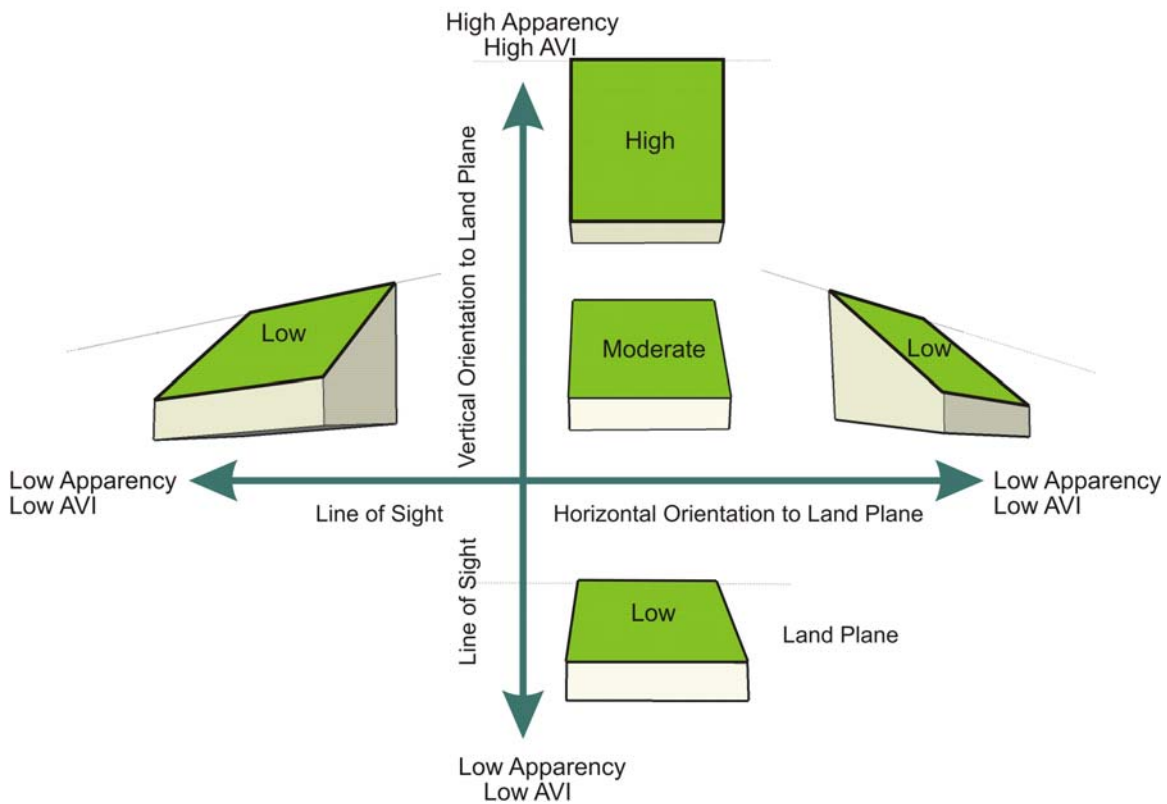 High Apparency
High AVI
Vertical Orientation to Land Plane
High
Low
Moderate
Low
Low Apparency
Low AVI
Line of Sight
Horizontal Orientation to Land Plane
Low Apparency
Low AVI
Line of Sight
Low
Land Plane
Low Apparency
Low AVI